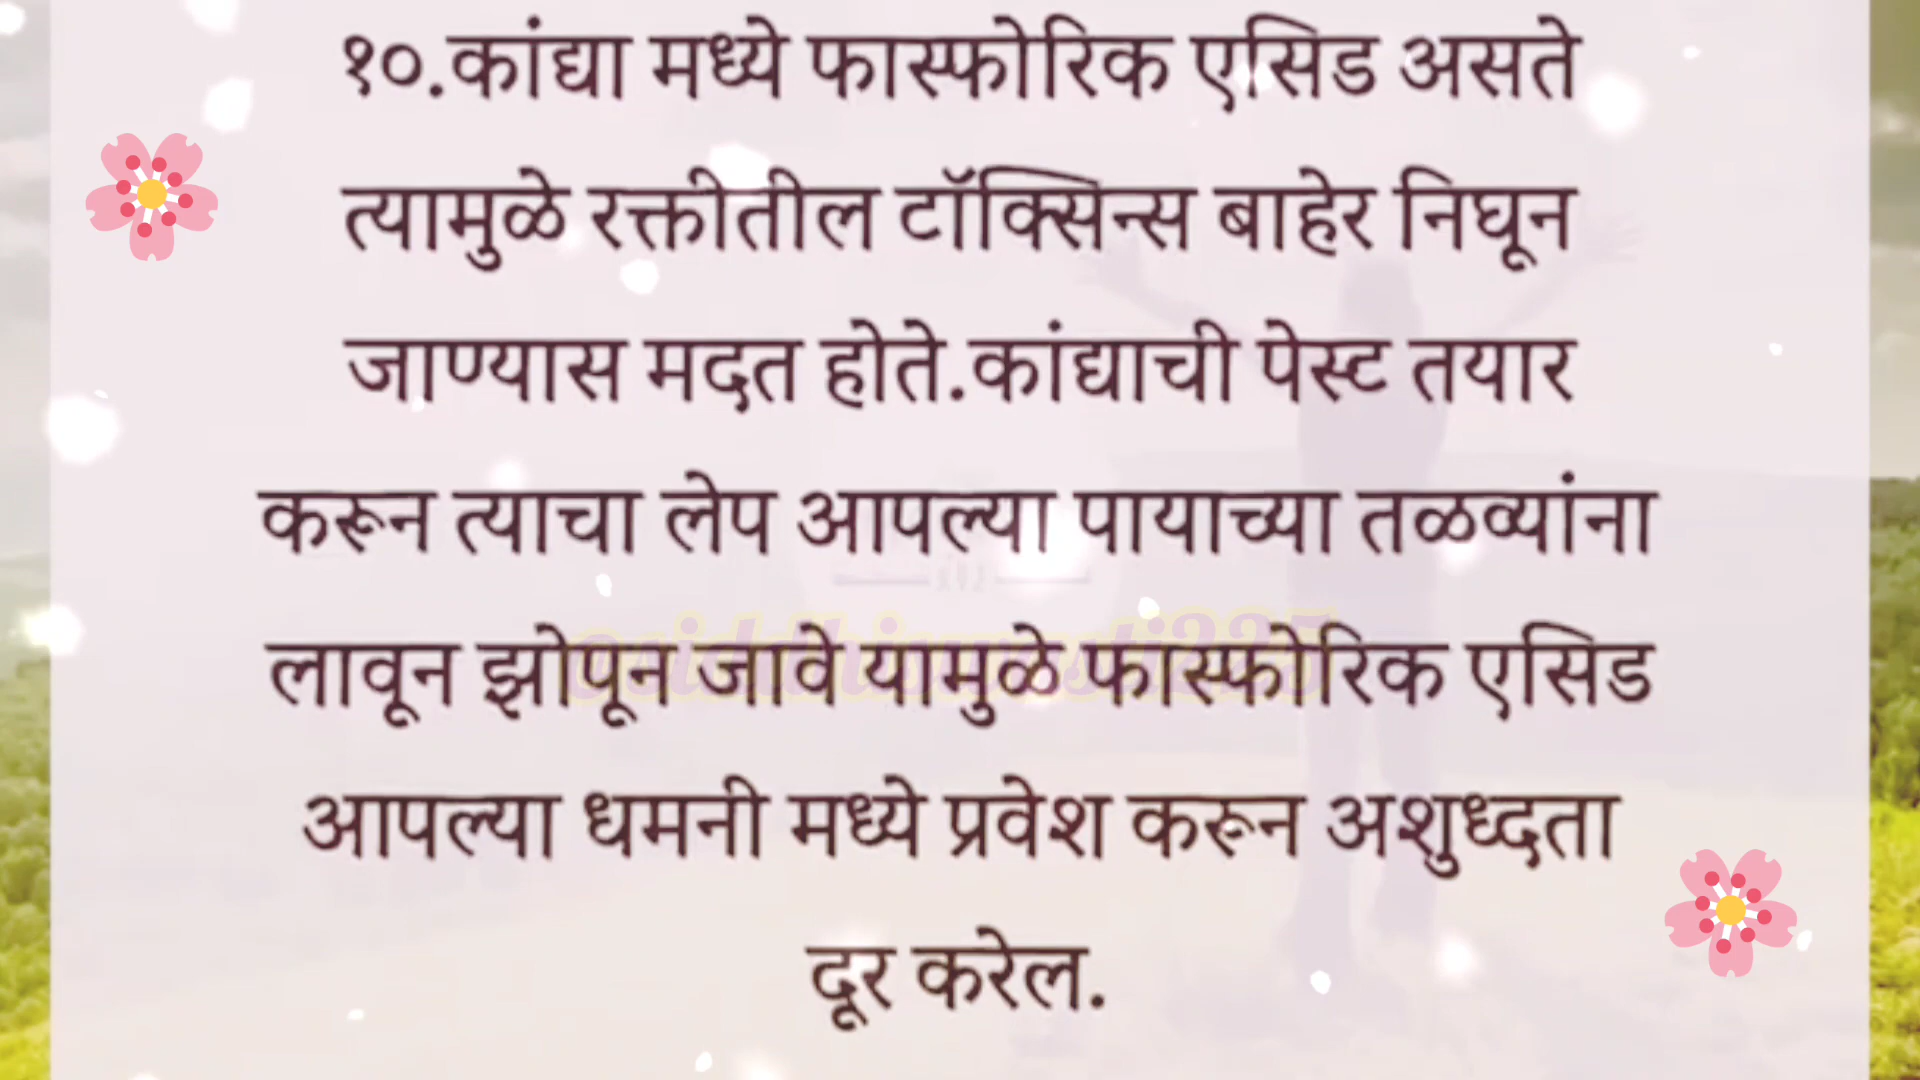 १०.कांद्या मध्ये फास्फोरिक एसिड असते
त्यामुळे रक्तीतील टॉक्सिन्स बाहेर निघून
जाण्यास मदत होते.कांद्याची पेस्ट तयार
करून त्याचा लेप आपल्या पायाच्या तळव्यांना
लावून झोपून जावे यामुळे फास्फोरिक एसिड
आपल्या धमनी मध्ये प्रवेश करून अशुध्दता
दूर करेल.